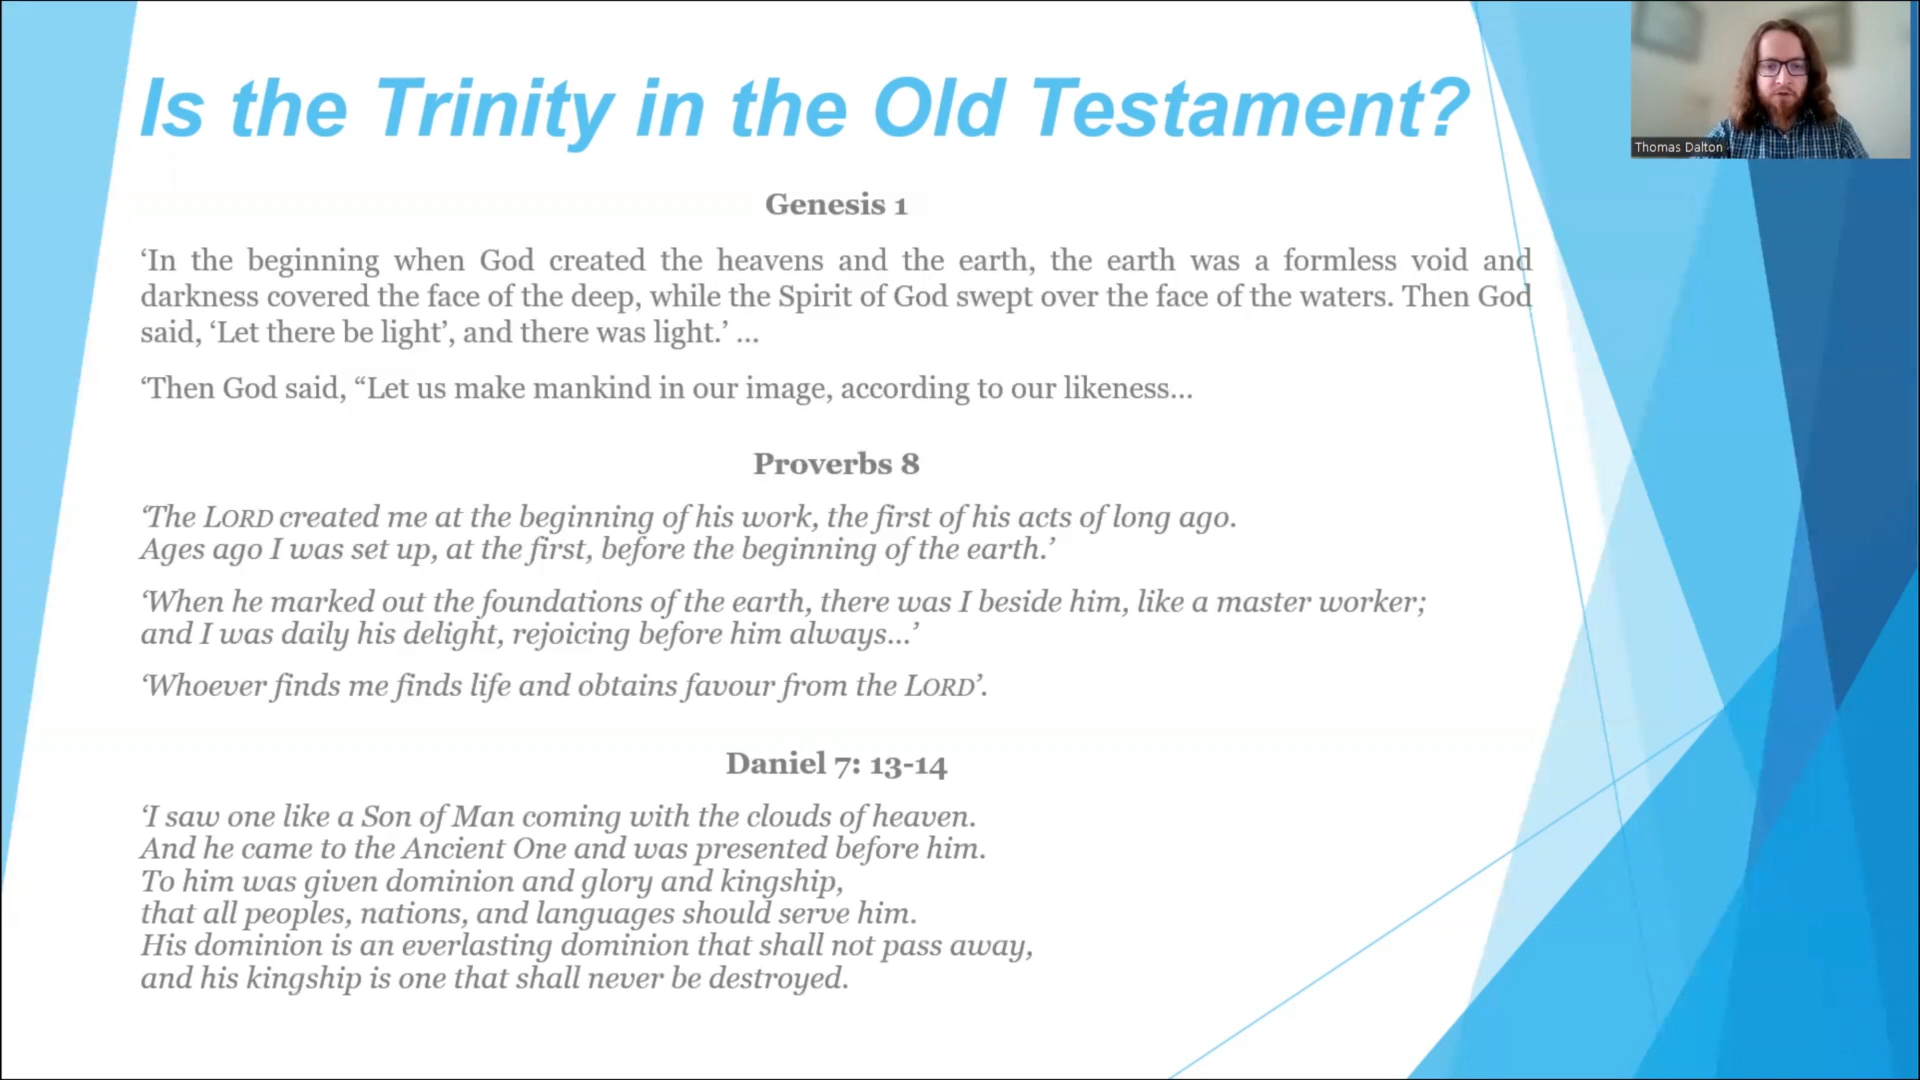 Is the Trinity in the Old Testament?
Thomas Dalton
Genesis 1
‘In the beginning when God created the heavens and the earth, the earth was a formless void and
darkness covered the face of the deep, while the Spirit of God swept over the face of the waters. Then God
said, ‘Let there be light’, and there was light.’ ...
‘Then God said, “Let us make mankind in our image, according to our likeness...
Proverbs 8
‘The LORD created me at the beginning of his work, the first of his acts of long ago.
Ages ago I was set up, at the first, before the beginning of the earth.’
‘When he marked out the foundations of the earth, there was I beside him, like a master worker;
and I was daily his delight, rejoicing before him always...’
‘Whoever finds me finds life and obtains favour from the LORD’.
Daniel 7: 13-14
‘I saw one like a Son of Man coming with the clouds of heaven.
And he came to the Ancient One and was presented before him.
To him was given dominion and glory and kingship,
that all peoples, nations, and languages should serve him.
His dominion is an everlasting dominion that shall not pass away,
and his kingship is one that shall never be destroyed.